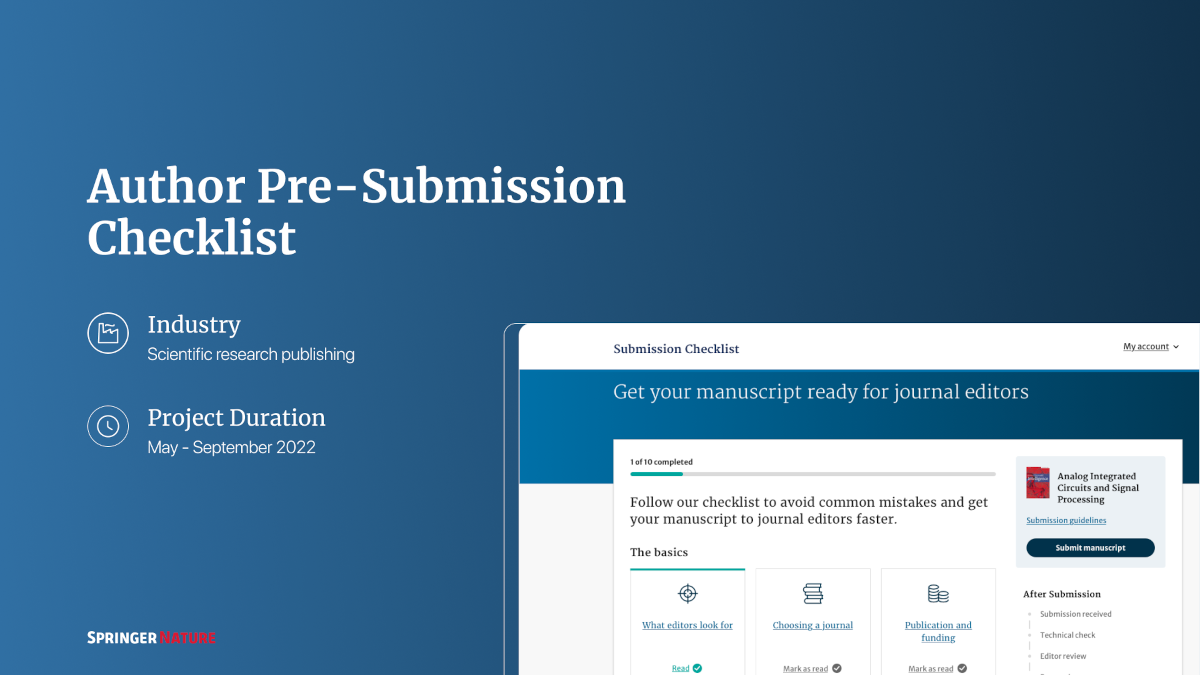 Author Pre-Submission
Checklist
Industry
Scientific research publishing
Project Duration
May - September 2022
SPRINGER NATURE
Submission Checklist
My account
Get your manuscript ready for journal editors
1 of 10 completed
Follow our checklist to avoid common mistakes and get
your manuscript to journal editors faster.
The basics
What editors look for
Read
Choosing a journal
Mark as read
Publication and
funding
Mark as read
Analog Integrated
Circuits and Signal
Processing
Submission guidelines
Submit manuscript
After Submission
Submission received
Technical check
Editor review